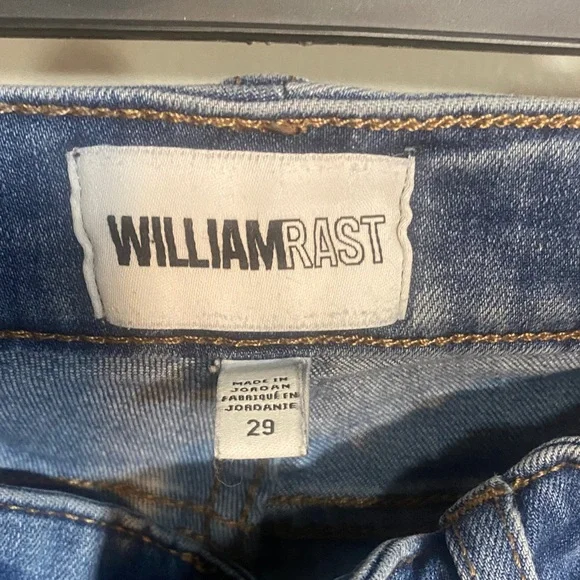 WILLIAMRAST
MADE IN
JORDAN
FABRIQUÉ EN
JORDANIE
29